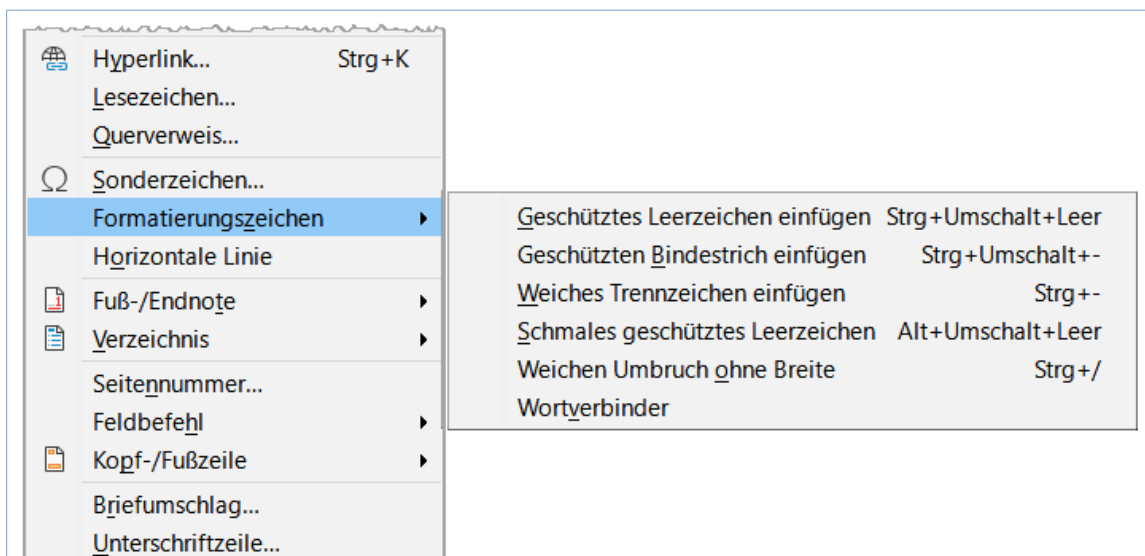 Hyperlink... Strg+K
Lesezeichen...
Querverweis...
Sonderzeichen...
Formatierungszeichen
Horizontale Linie
Fuß-/Endnote
Verzeichnis
Seitennummer...
Feldbefehl
Kopf-/Fußzeile
Briefumschlag...
Unterschriftzeile...
Geschütztes Leerzeichen einfügen Strg+Umschalt+Leer
Geschützten Bindestrich einfügen Strg+Umschalt+-
Weiches Trennzeichen einfügen Strg+-
Schmales geschütztes Leerzeichen Alt+Umschalt+Leer
Weichen Umbruch ohne Breite Strg+/
Wortverbinder